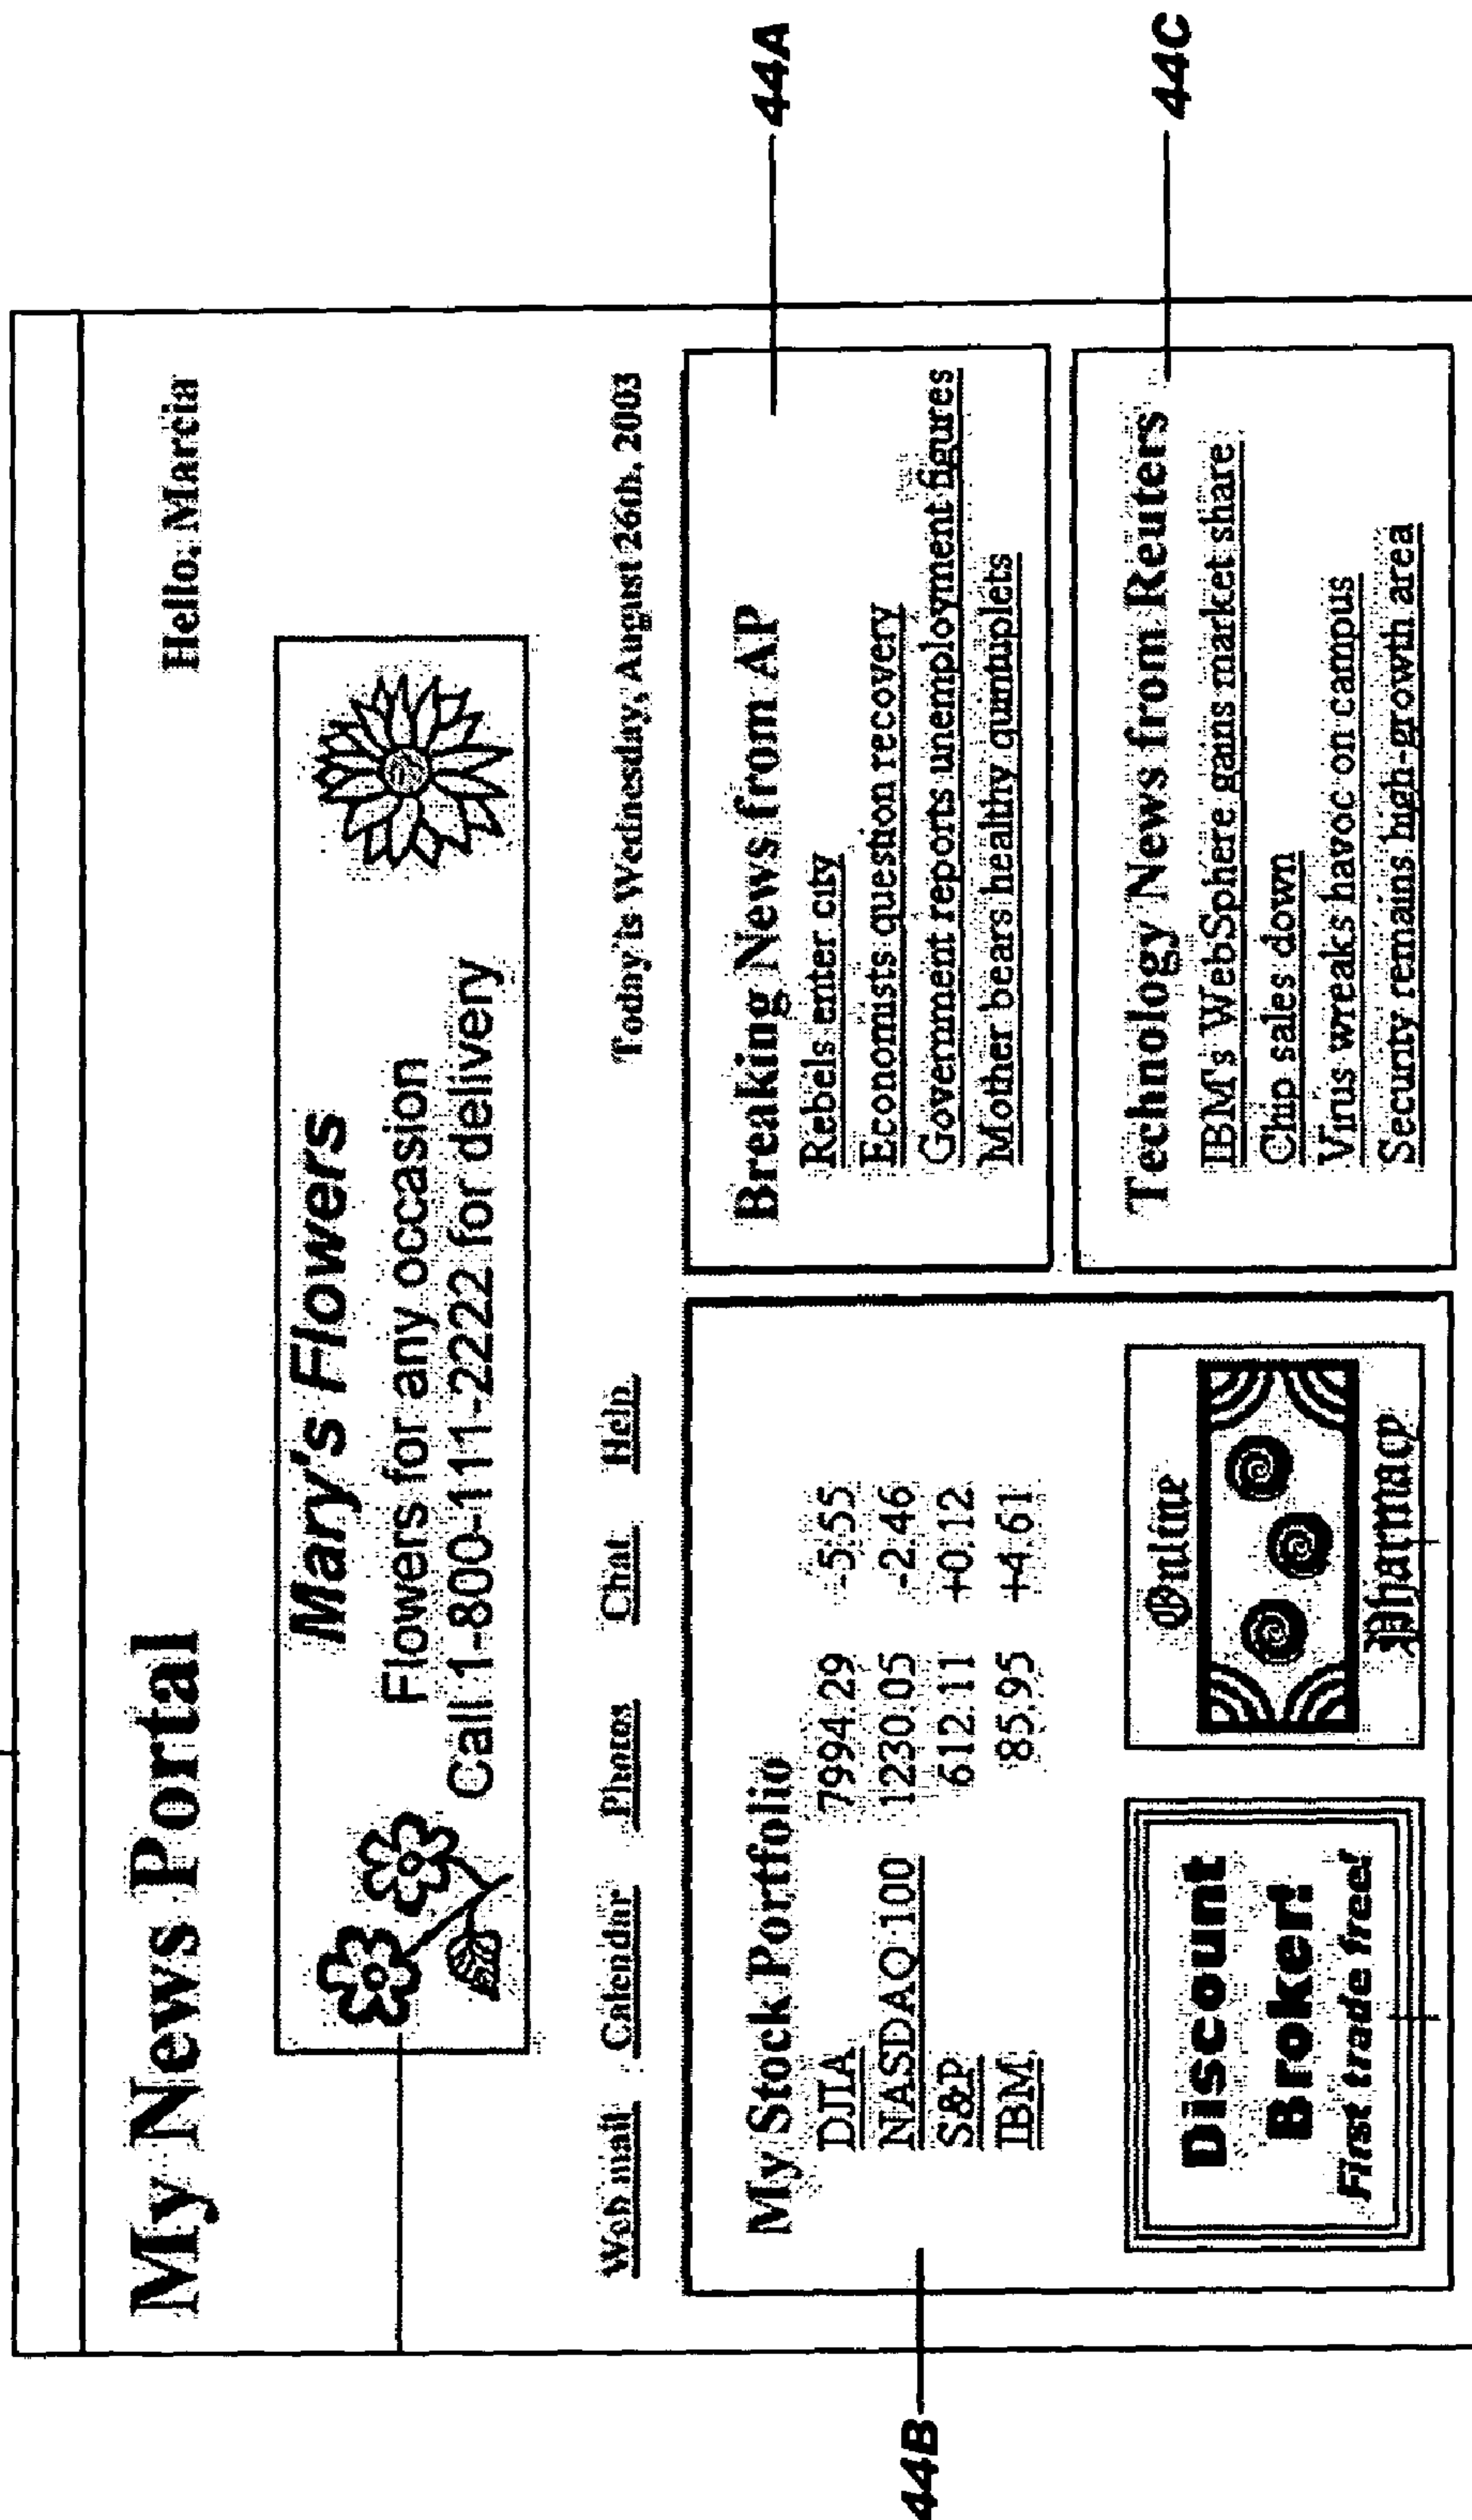 My News Portal
Hello, Marcia
Mary's Flowers
Flowers for any occasion
Call 1-800-111-2222 for delivery
Web mail Calendar Photos Chat Help
Today is Wednesday, August 26th, 2003
My Stock Portfolio
DJIA 7994.29 -5.55
NASDAQ 100 1230.05 -2.46
S&P 612.11 +0.12
IBM 85.95 +4.61
Discount
Broker!
First trade free!
Online
Pharmacy
44B
Breaking News from AP
Rebels enter city
Economists question recovery
Government reports unemployment figures
Mother bears healthy quintuplets
44A
Technology News from Reuters
IBM's WebSphere gains market share
Chip sales down
Virus wreaks havoc on campus
Security remains high-growth area
44C